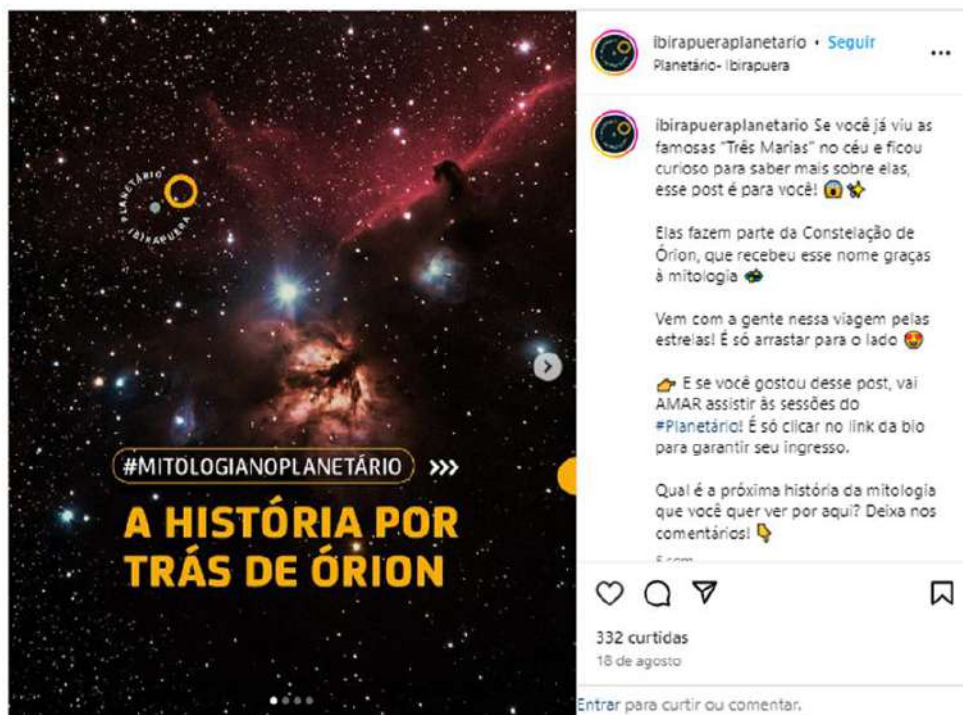 PLANETÁRIO
IBIRAPUERA
#MITOLOGIANOPLANETÁRIO >>>
A HISTÓRIA POR
TRÁS DE ÓRION
ibirapueraplanetario • Seguir
Planetário- Ibirapuera
ibirapueraplanetario Se você já viu as
famosas “Três Marias” no céu e ficou
curioso para saber mais sobre elas,
esse post é para você! 😱✨
Elas fazem parte da Constelação de
Órion, que recebeu esse nome graças
à mitologia
Vem com a gente nessa viagem pelas
estrelas! É só arrastar para o lado 😍
👉 E se você gostou desse post, vai
AMAR assistir às sessões do
#Planetário! É só clicar no link da bio
para garantir seu ingresso.
Qual é a próxima história da mitologia
que você quer ver por aqui? Deixa nos
comentários! 👇
332 curtidas
18 de agosto
Entrar para curtir ou comentar.